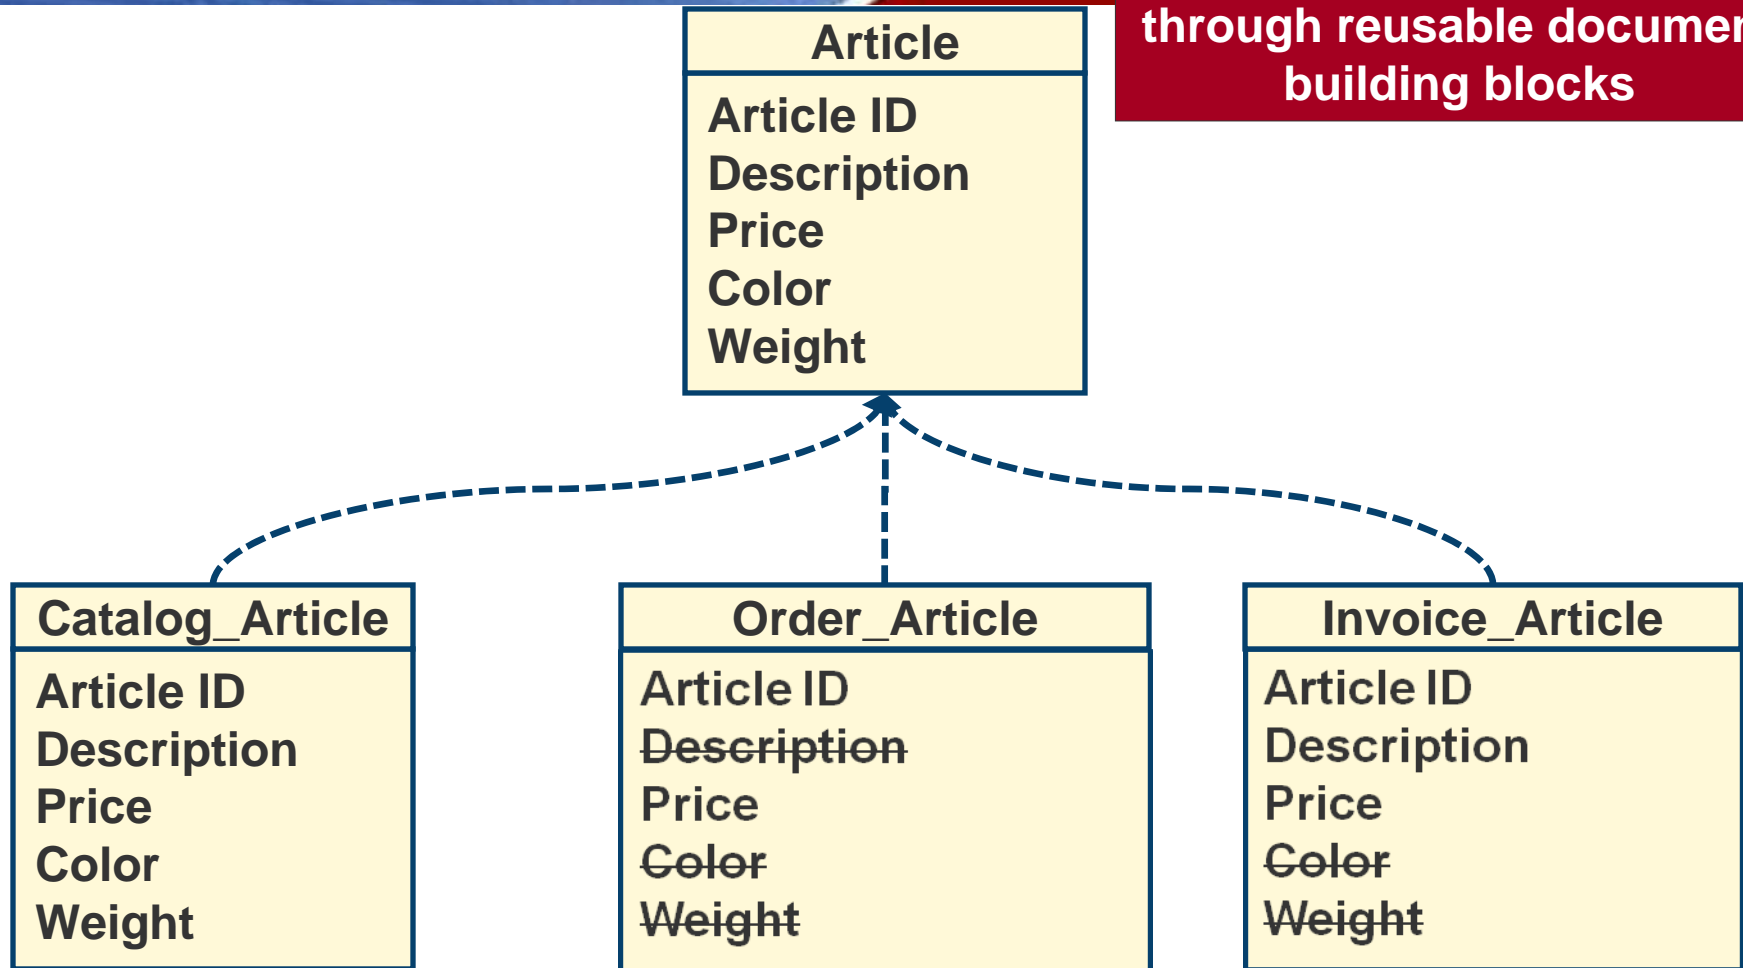 through reusable documen
building blocks
Article
Article ID
Description
Price
Color
Weight
Catalog_Article
Article ID
Description
Price
Color
Weight
Order_Article
Article ID
Description
Price
Color
Weight
Invoice_Article
Article ID
Description
Price
Color
Weight